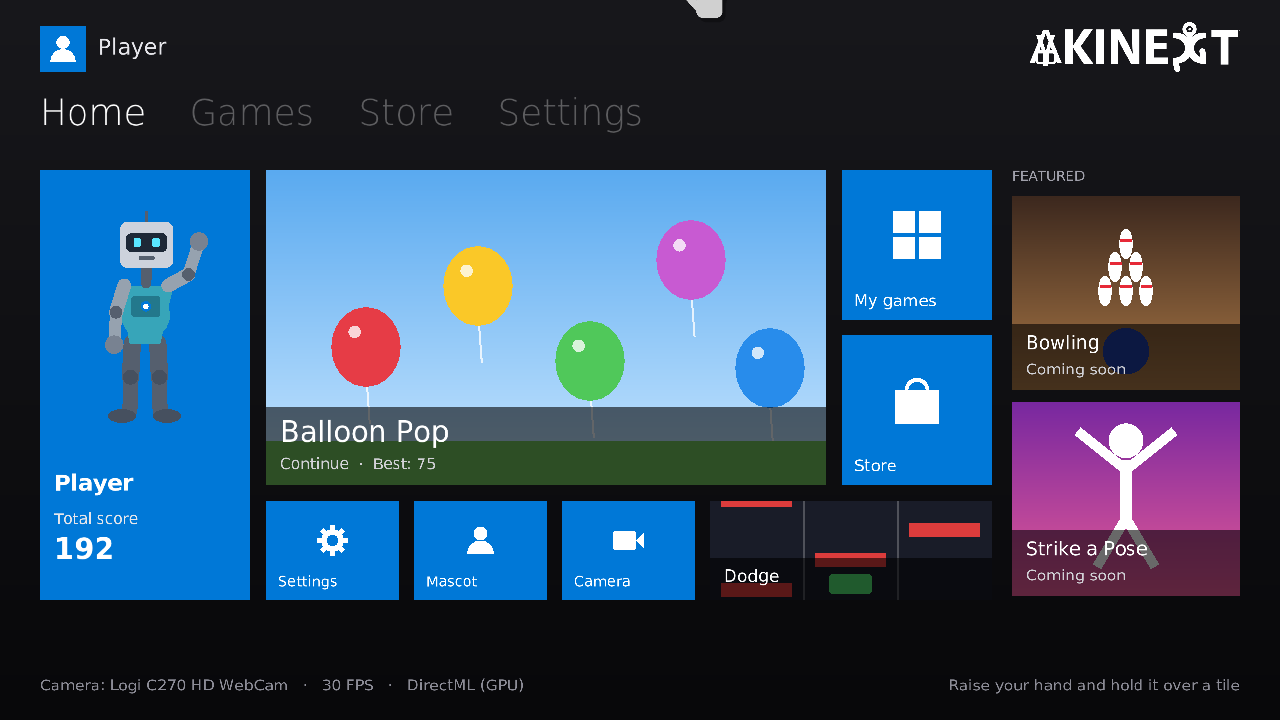 Player
AKINEXT
Home Games Store Settings
FEATURED
My games
Bowling
Coming soon
Balloon Pop
Continue · Best: 75
Store
Player
Total score
192
Settings
Mascot
Camera
Dodge
Strike a Pose
Coming soon
Camera: Logi C270 HD WebCam · 30 FPS · DirectML (GPU)
Raise your hand and hold it over a tile